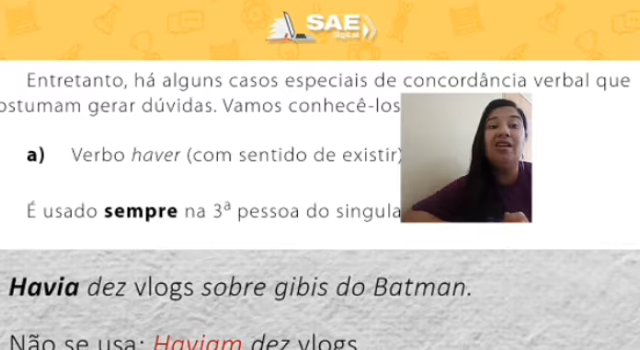 SAE
digital
Entretanto, há alguns casos especiais de concordância verbal que
ostumam gerar dúvidas. Vamos conhecê-los
a) Verbo haver (com sentido de existir)
É usado sempre na 3ª pessoa do singula
Havia dez vlogs sobre gibis do Batman.
Não se usa: Haviam dez vlogs